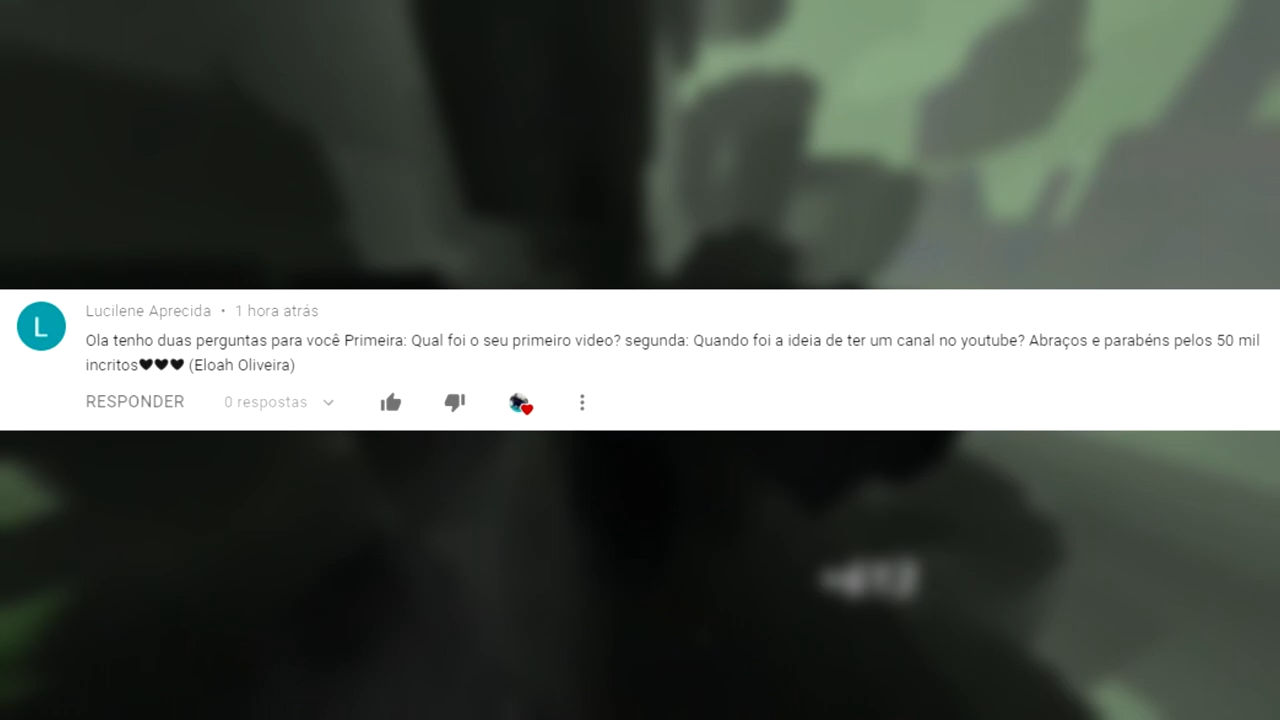 L
Lucilene Aprecida • 1 hora atrás
Ola tenho duas perguntas para você Primeira: Qual foi o seu primeiro video? segunda: Quando foi a ideia de ter um canal no youtube? Abraços e parabéns pelos 50 mil
incritos🖤🖤🖤 (Eloah Oliveira)
RESPONDER 0 respostas